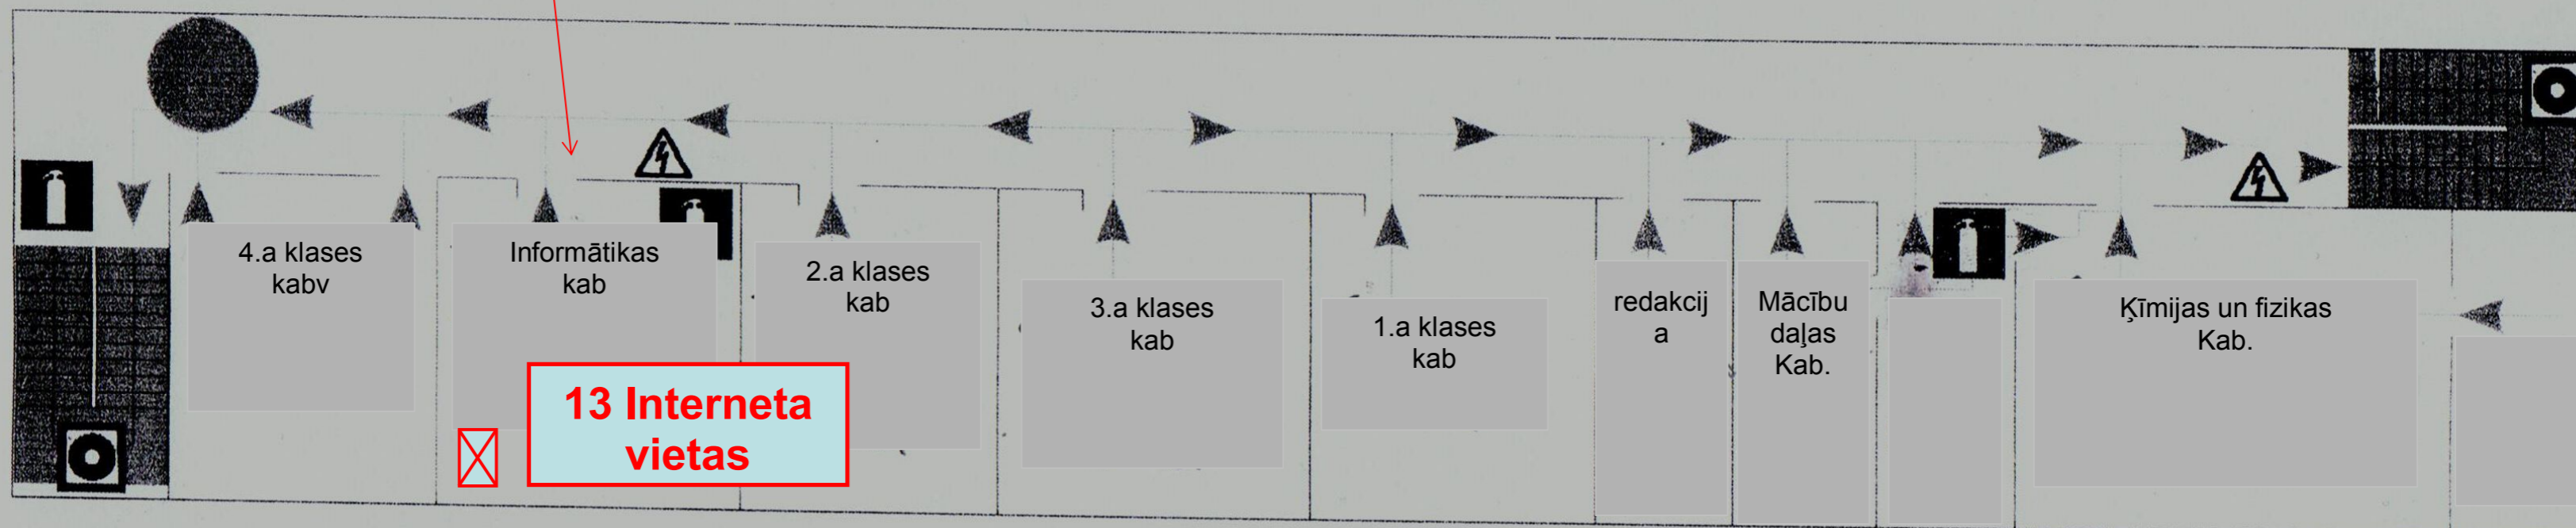 4.a klases
kabv
Informātikas
kab
2.a klases
kab
3.a klases
kab
1.a klases
kab
redakcij
a
Mācību
daļas
Kab.
Ķīmijas un fizikas
Kab.
13 Interneta
vietas